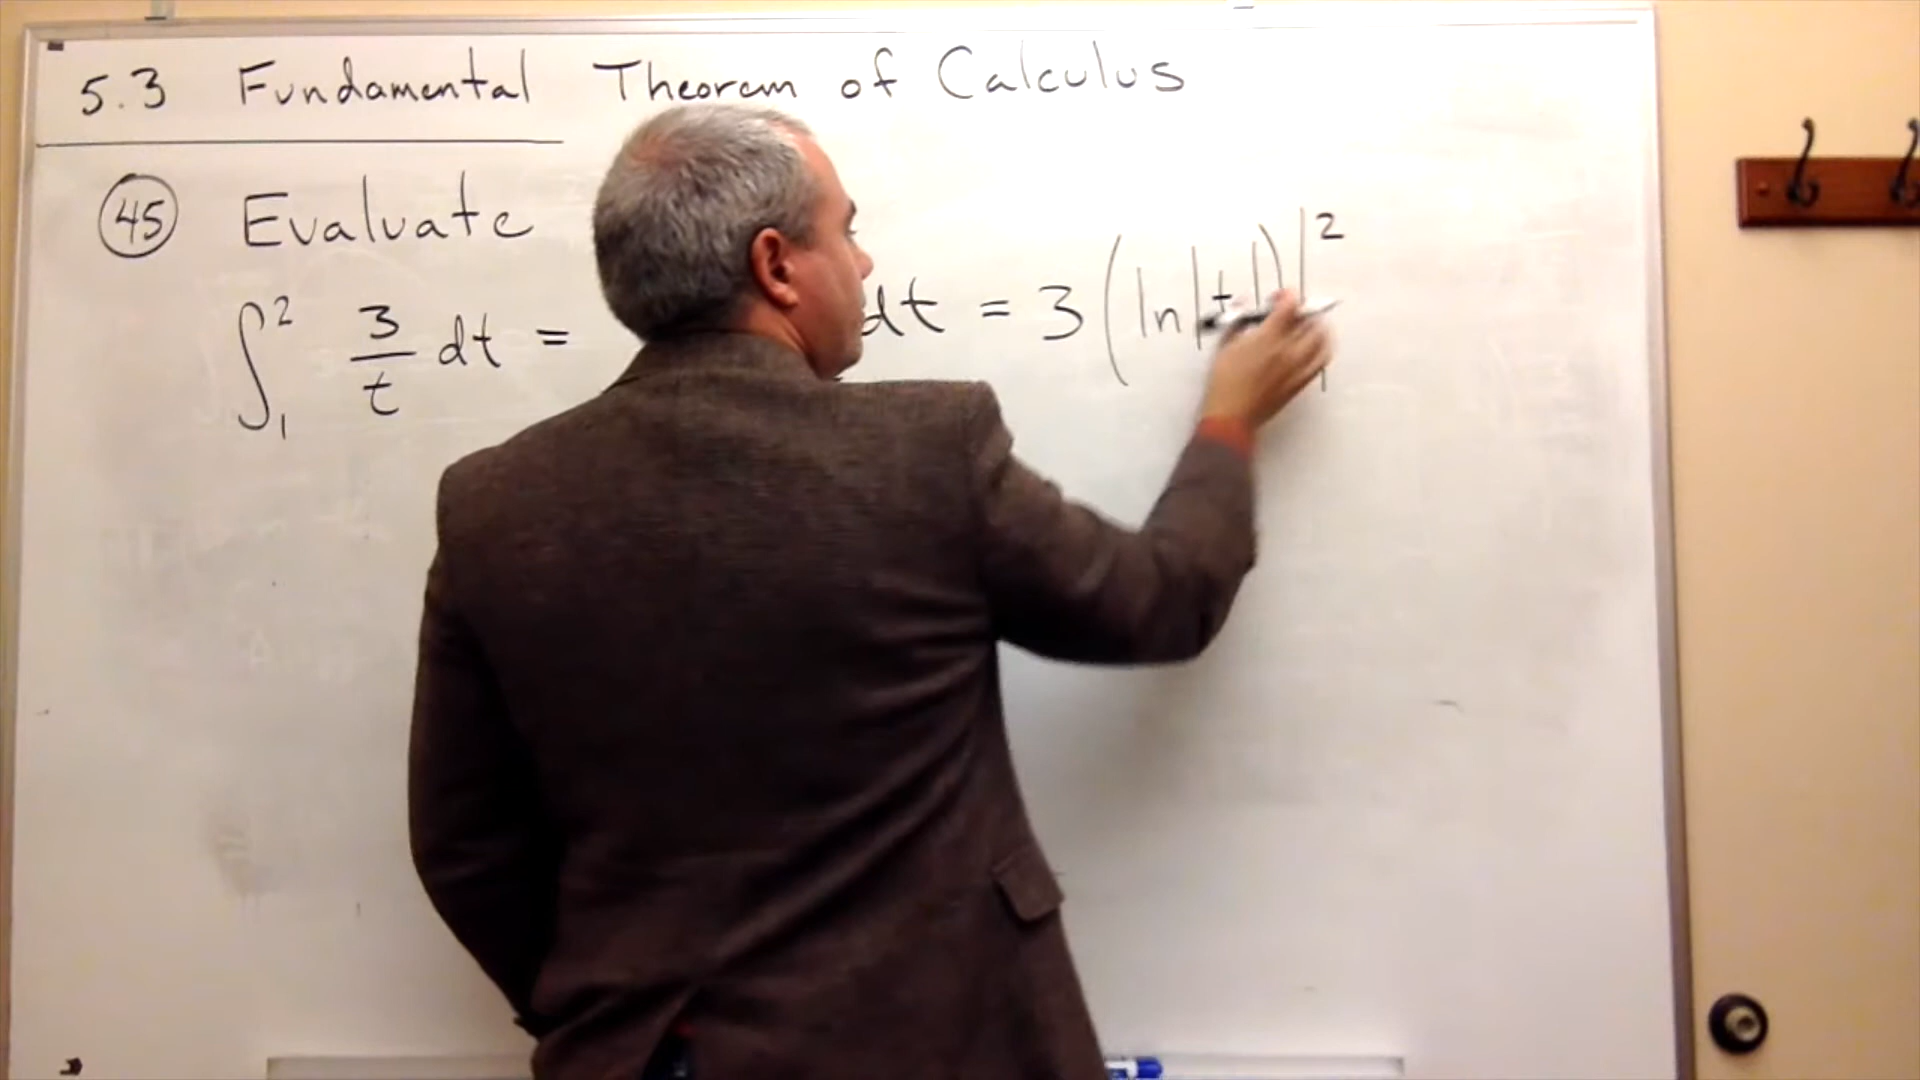 5.3 Fundamental Theorem of Calculus
45 Evaluate
∫₁² 3/t dt = dt = 3(ln|t|)|₁²